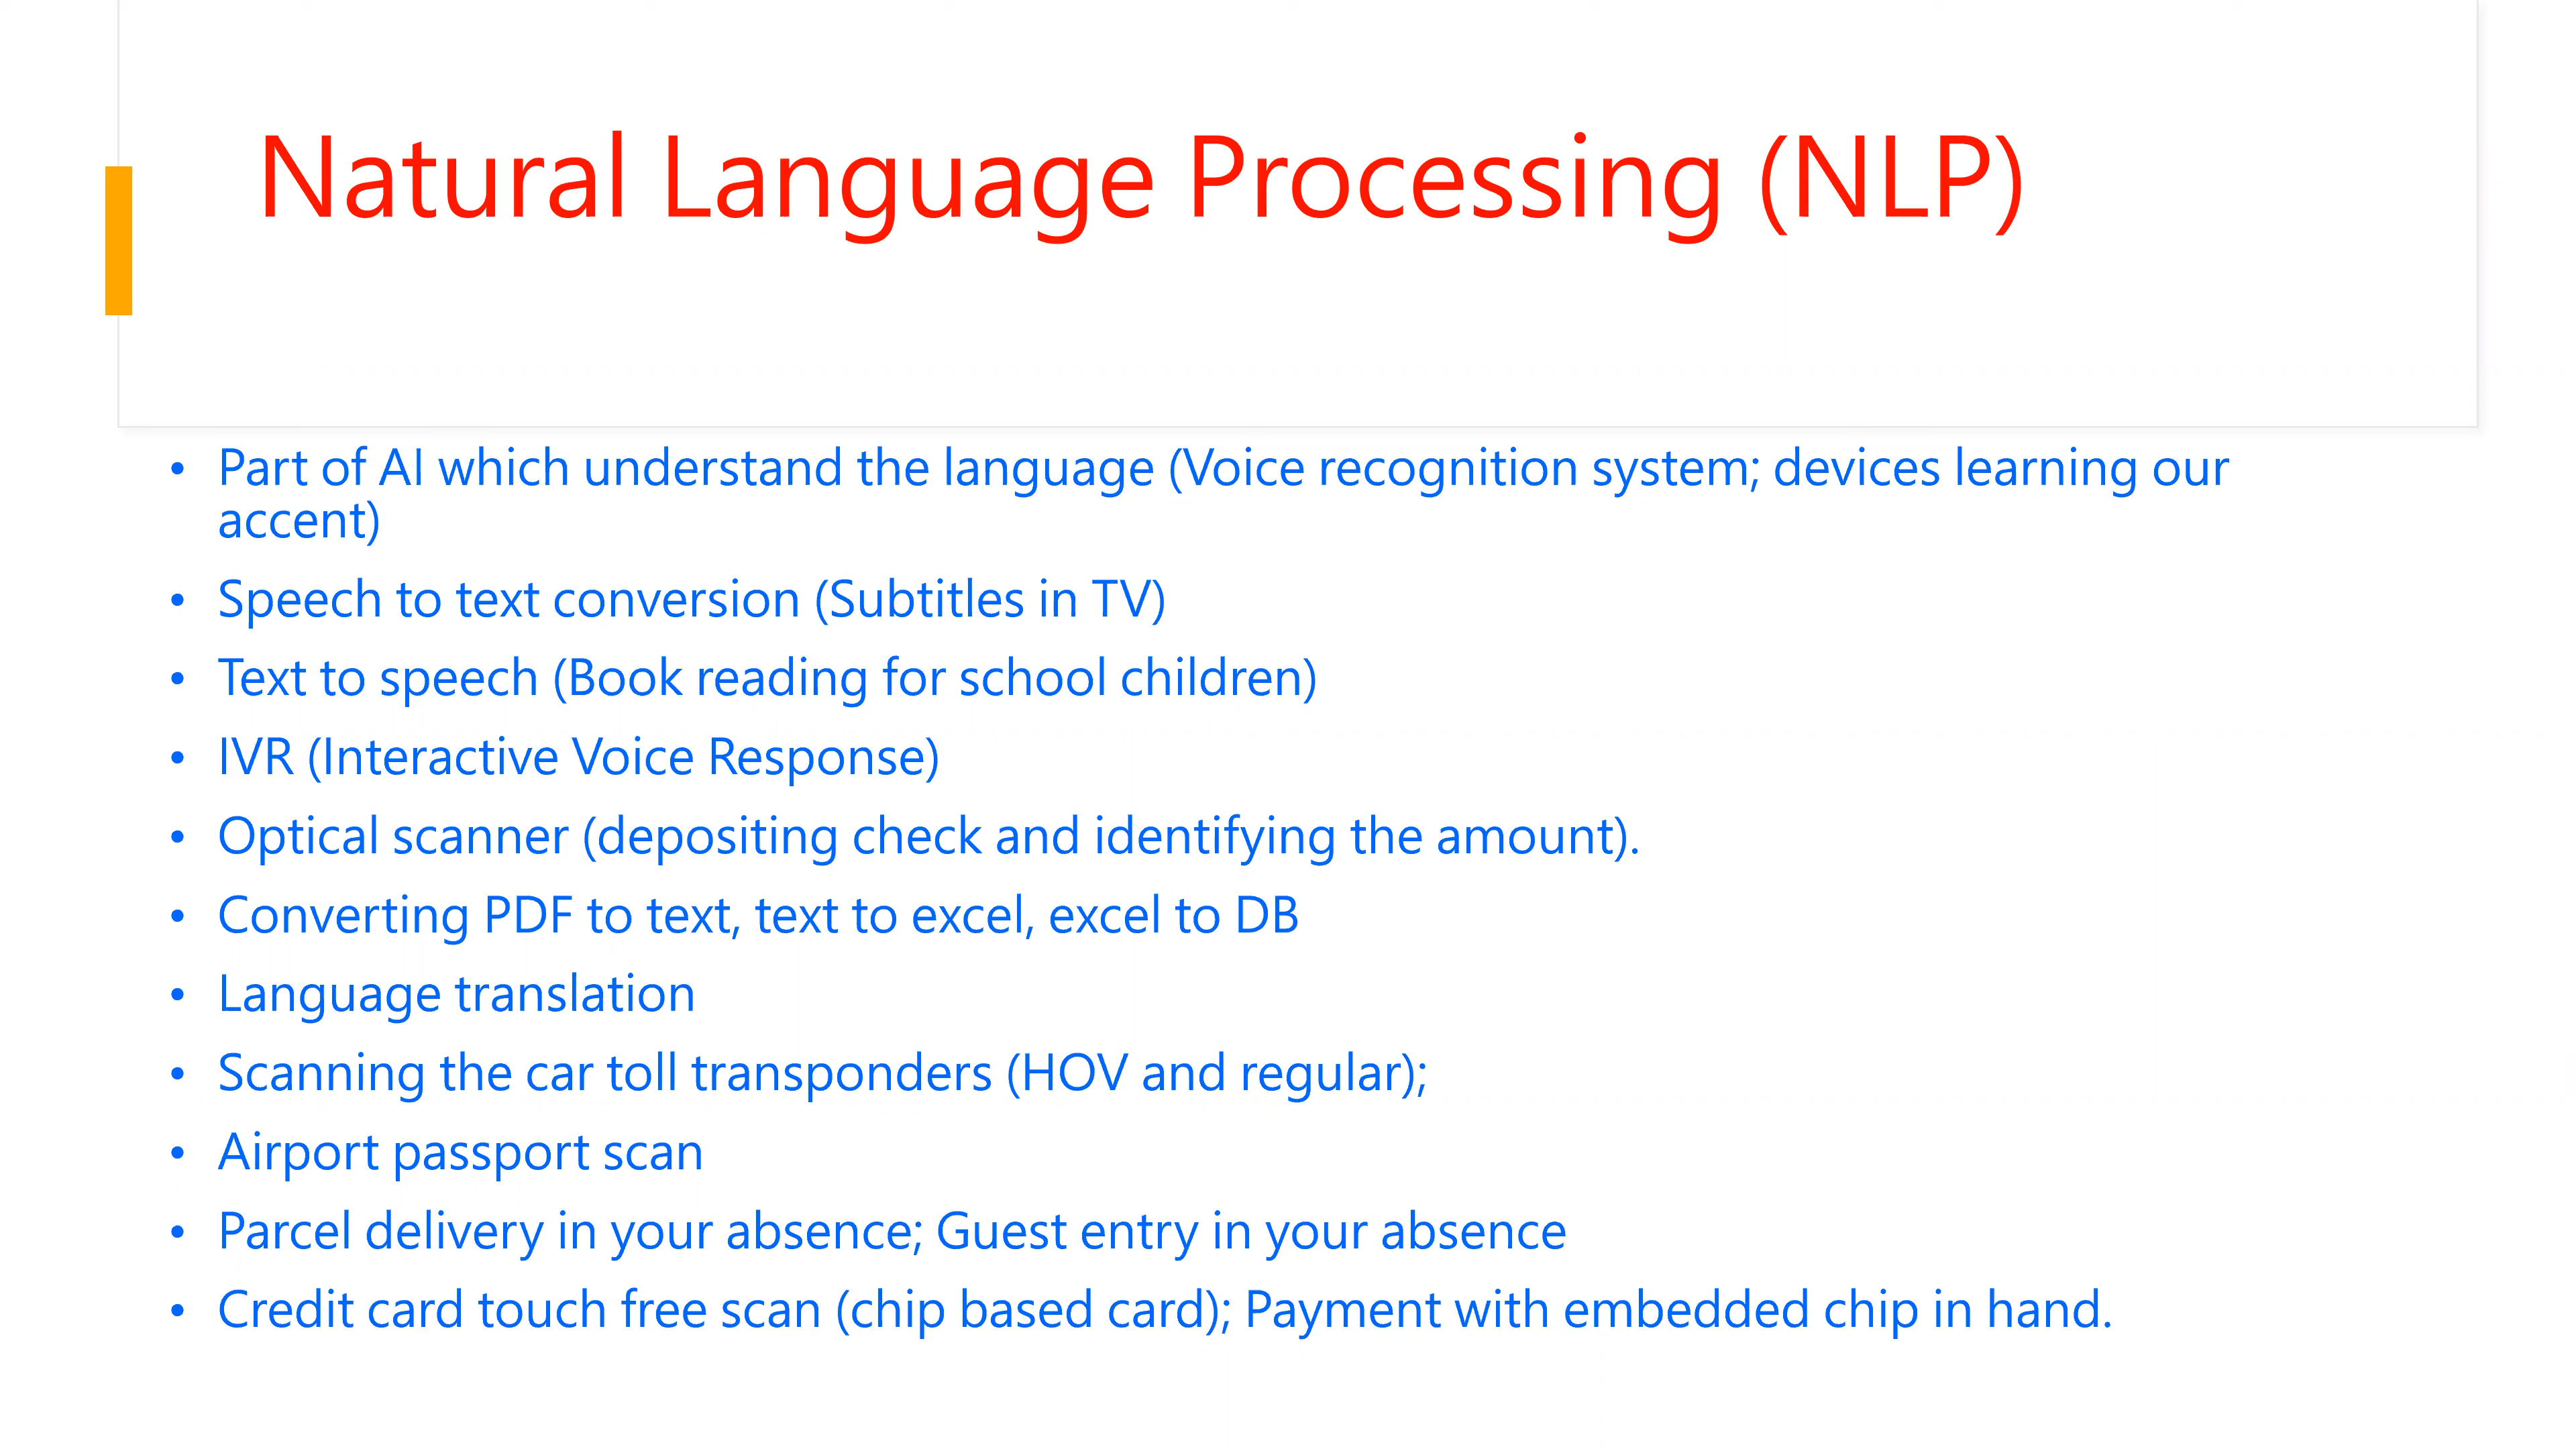 Natural Language Processing (NLP)
• Part of AI which understand the language (Voice recognition system; devices learning our
accent)
• Speech to text conversion (Subtitles in TV)
• Text to speech (Book reading for school children)
• IVR (Interactive Voice Response)
• Optical scanner (depositing check and identifying the amount).
• Converting PDF to text, text to excel, excel to DB
• Language translation
• Scanning the car toll transponders (HOV and regular);
• Airport passport scan
• Parcel delivery in your absence; Guest entry in your absence
• Credit card touch free scan (chip based card); Payment with embedded chip in hand.